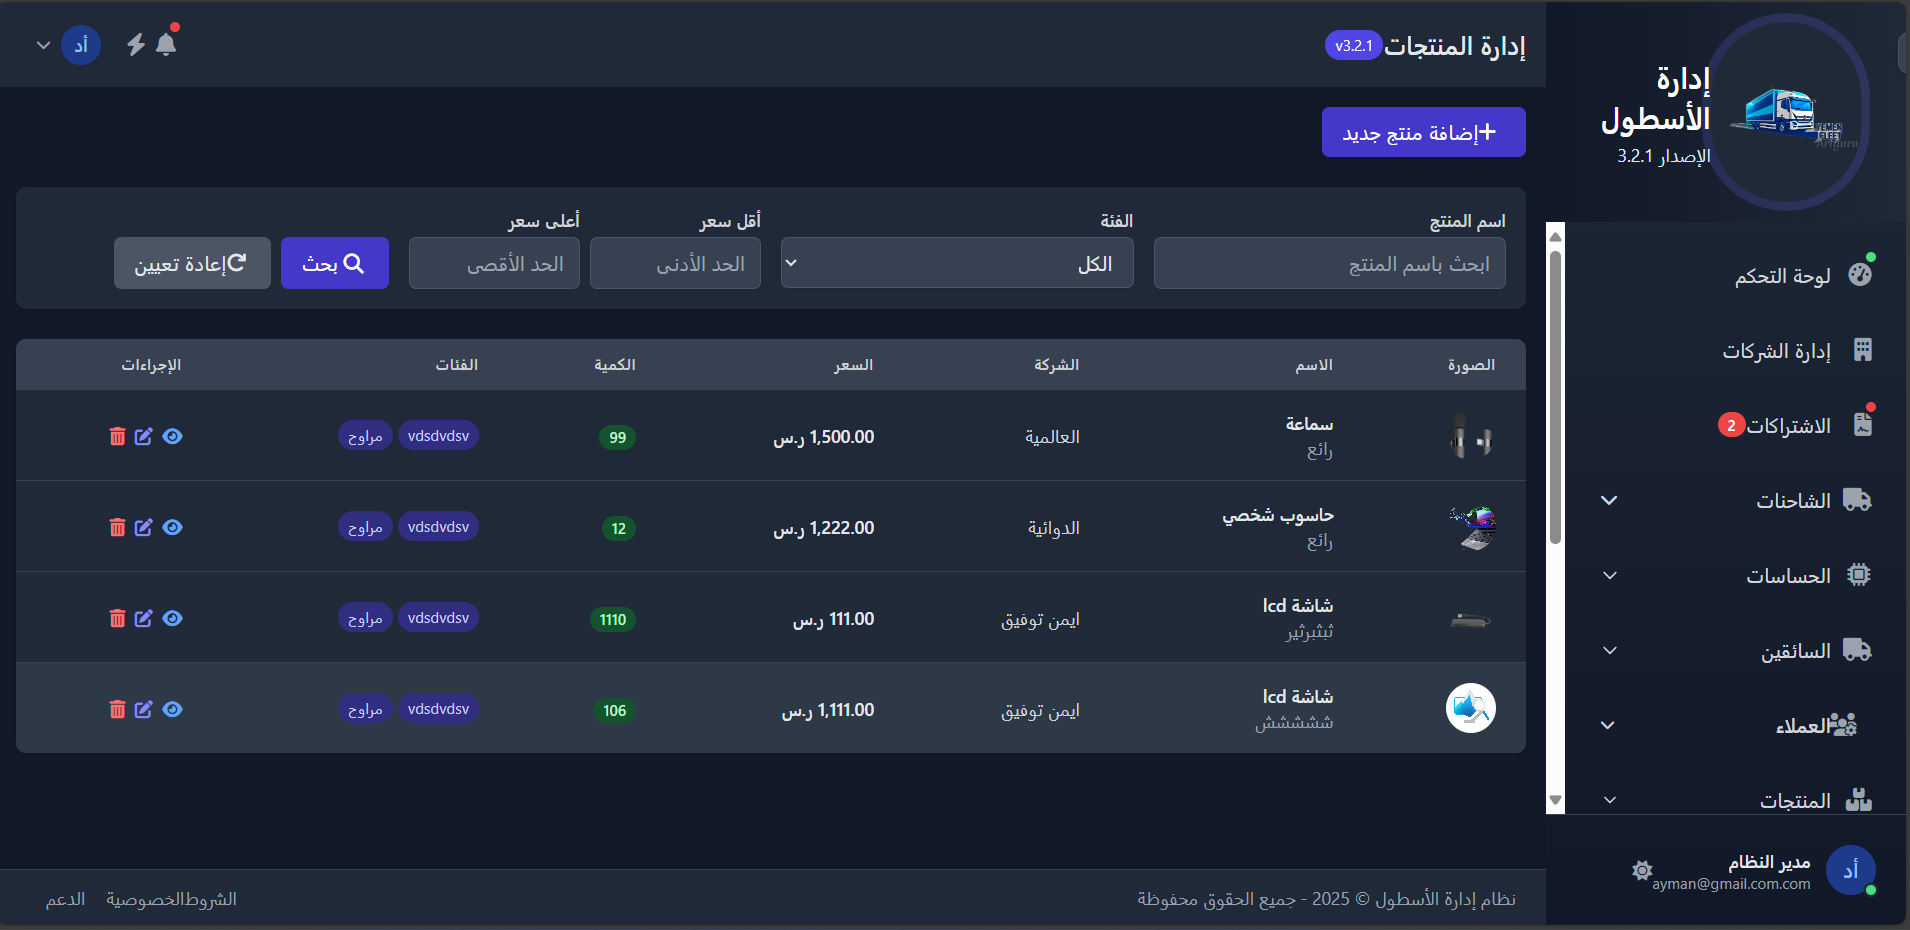 إدارة
الأسطول
الإصدار 3.2.1
YEMEN
FLEET
Artguru
لوحة التحكم
إدارة الشركات
الاشتراكات 2
الشاحنات
الحساسات
السائقين
العملاء
المنتجات
مدير النظام
ayman@gmail.com.com
أد
إدارة المنتجات v3.2.1
أد
إضافة منتج جديد
اسم المنتج
ابحث باسم المنتج
الفئة
الكل
أقل سعر
الحد الأدنى
أعلى سعر
الحد الأقصى
بحث
إعادة تعيين
الصورة الاسم الشركة السعر الكمية الفئات الإجراءات
سماعة
رائع
العالمية 1,500.00 ر.س 99 vdsdvdsv مراوح
حاسوب شخصي
رائع
الدوائية 1,222.00 ر.س 12 vdsdvdsv مراوح
شاشة lcd
ايمن توفيق 111.00 ر.س 1110 vdsdvdsv مراوح
شاشة lcd
شششششش
ايمن توفيق 1,111.00 ر.س 106 vdsdvdsv مراوح
نظام إدارة الأسطول © 2025 - جميع الحقوق محفوظة
الشروط الخصوصية الدعم